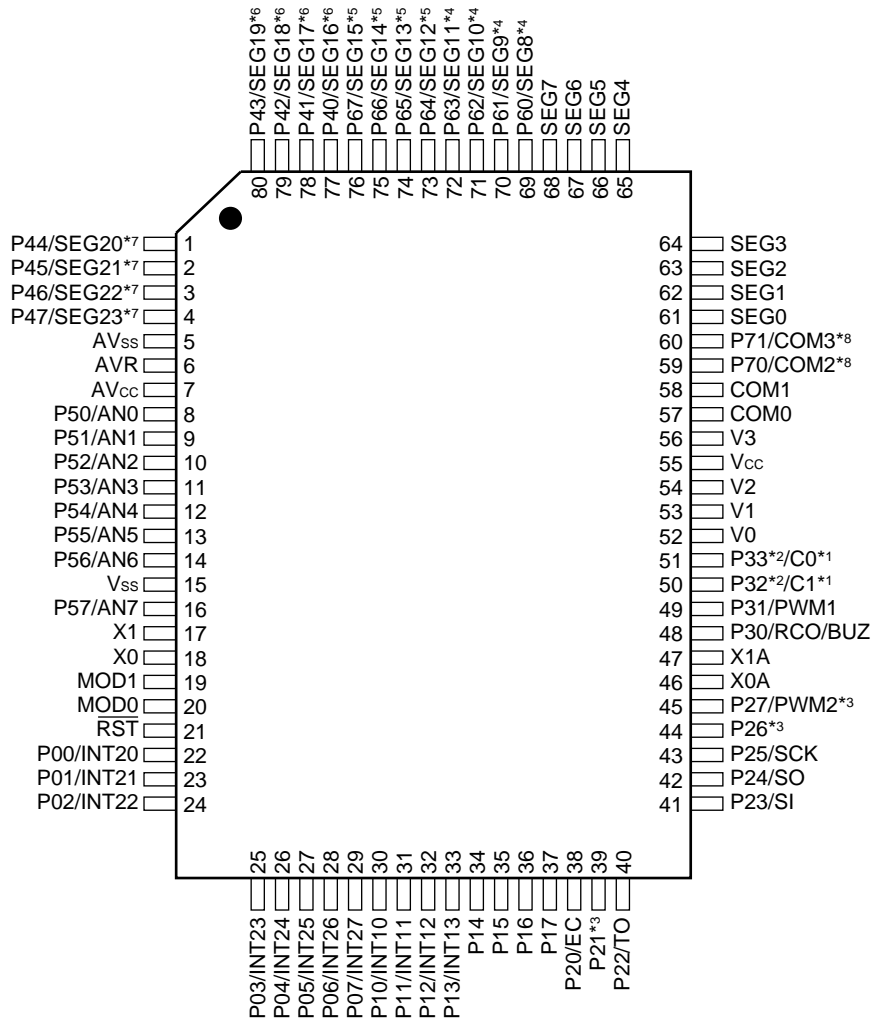 P43/SEG19*6
P42/SEG18*6
P41/SEG17*6
P40/SEG16*6
P67/SEG15*5
P66/SEG14*5
P65/SEG13*5
P64/SEG12*5
P63/SEG11*4
P62/SEG10*4
P61/SEG9*4
P60/SEG8*4
SEG7
SEG6
SEG5
SEG4
80
79
78
77
76
75
74
73
72
71
70
69
68
67
66
65
P44/SEG20*7 1
P45/SEG21*7 2
P46/SEG22*7 3
P47/SEG23*7 4
AVss 5
AVR 6
AVcc 7
P50/AN0 8
P51/AN1 9
P52/AN2 10
P53/AN3 11
P54/AN4 12
P55/AN5 13
P56/AN6 14
Vss 15
P57/AN7 16
X1 17
X0 18
MOD1 19
MOD0 20
RST 21
P00/INT20 22
P01/INT21 23
P02/INT22 24
64 SEG3
63 SEG2
62 SEG1
61 SEG0
60 P71/COM3*8
59 P70/COM2*8
58 COM1
57 COM0
56 V3
55 Vcc
54 V2
53 V1
52 V0
51 P33*2/C0*1
50 P32*2/C1*1
49 P31/PWM1
48 P30/RCO/BUZ
47 X1A
46 X0A
45 P27/PWM2*3
44 P26*3
43 P25/SCK
42 P24/SO
41 P23/SI
25
26
27
28
29
30
31
32
33
34
35
36
37
38
39
40
P03/INT23
P04/INT24
P05/INT25
P06/INT26
P07/INT27
P10/INT10
P11/INT11
P12/INT12
P13/INT13
P14
P15
P16
P17
P20/EC
P21*3
P22/TO